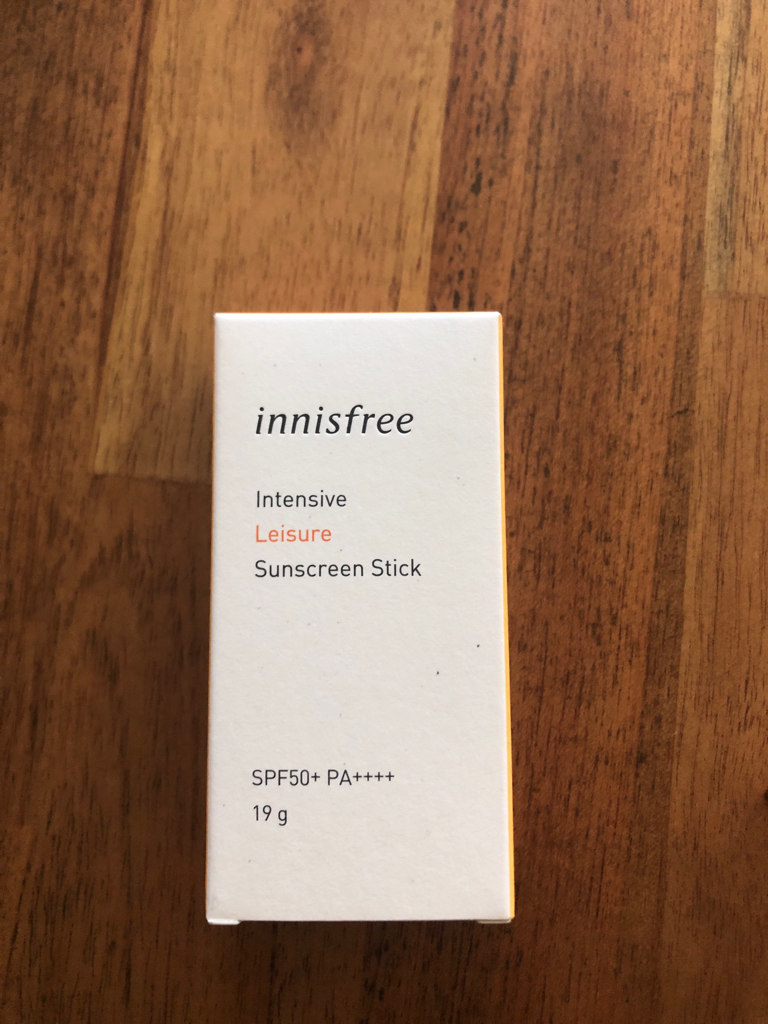 innisfree
Intensive
Leisure
Sunscreen Stick
SPF50+ PA++++
19 g